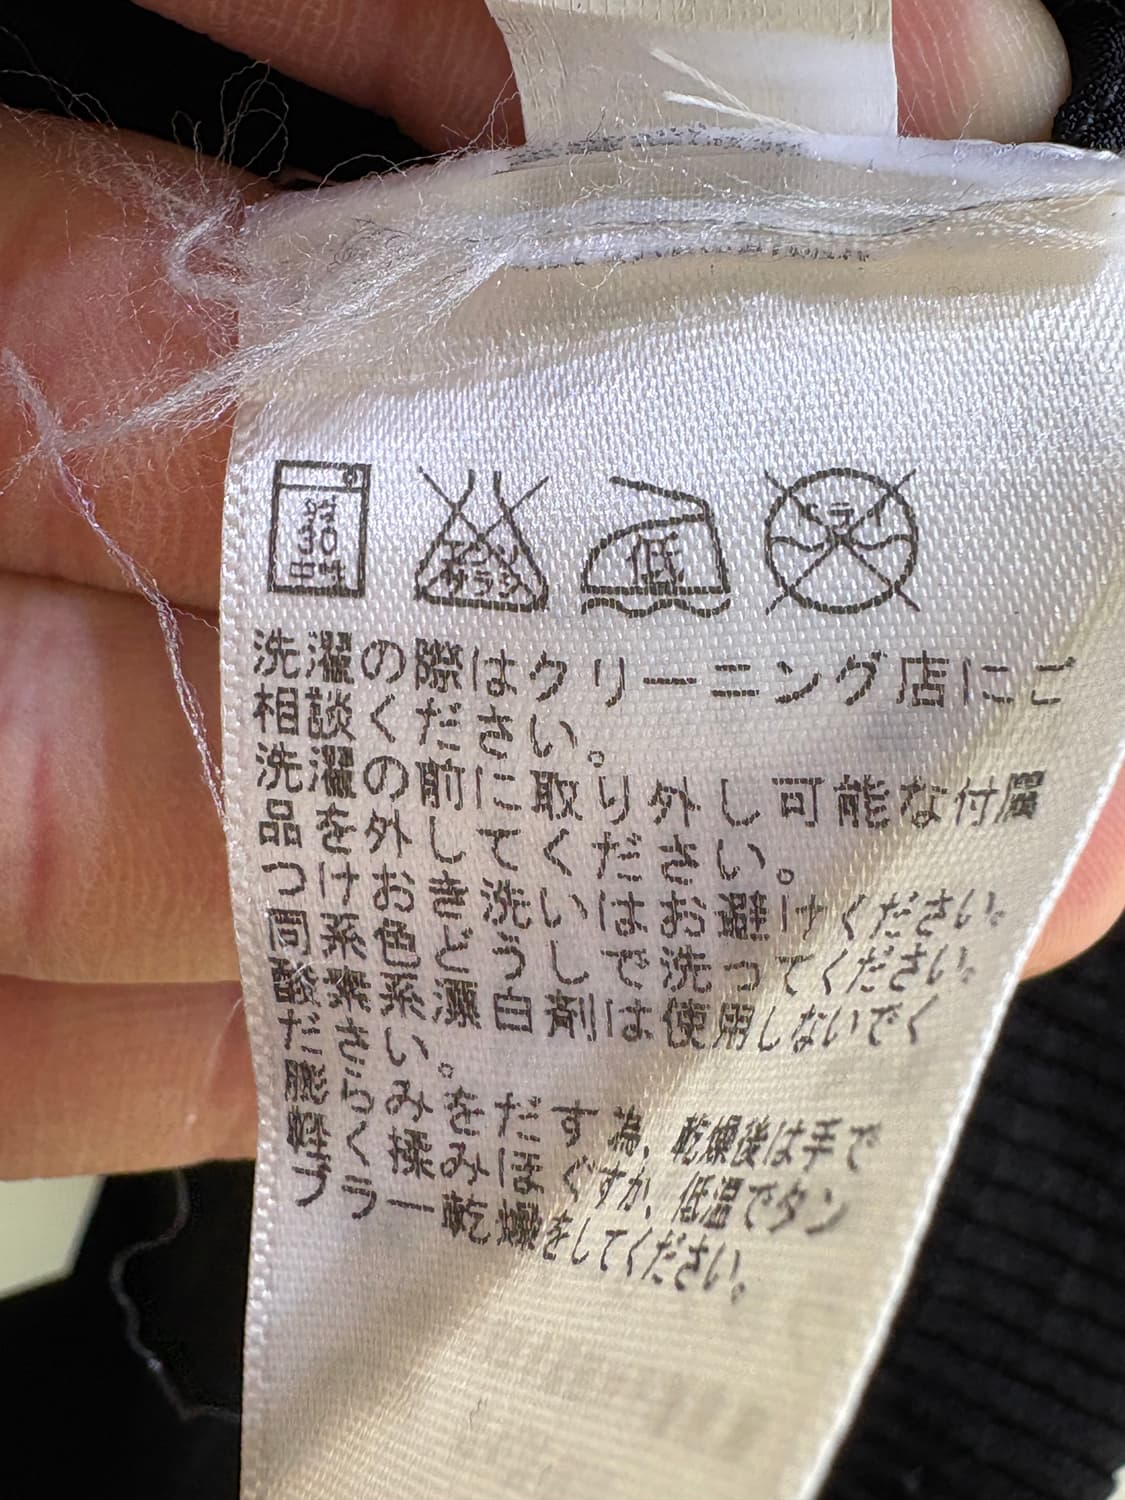 弱
30
中性
エンソ
サラシ
低
ドライ
洗濯の際はクリーニング店にご
相談ください。
洗濯の前に取り外し可能な付属
品を外してください。
つけおき洗いはお避けください。
同系色どうしで洗ってください。
酸素系漂白剤は使用しないでく
ださい。
膨らみをだす為、乾燥後は手で
軽く揉みほぐすか、低温でタン
ブラー乾燥をしてください。